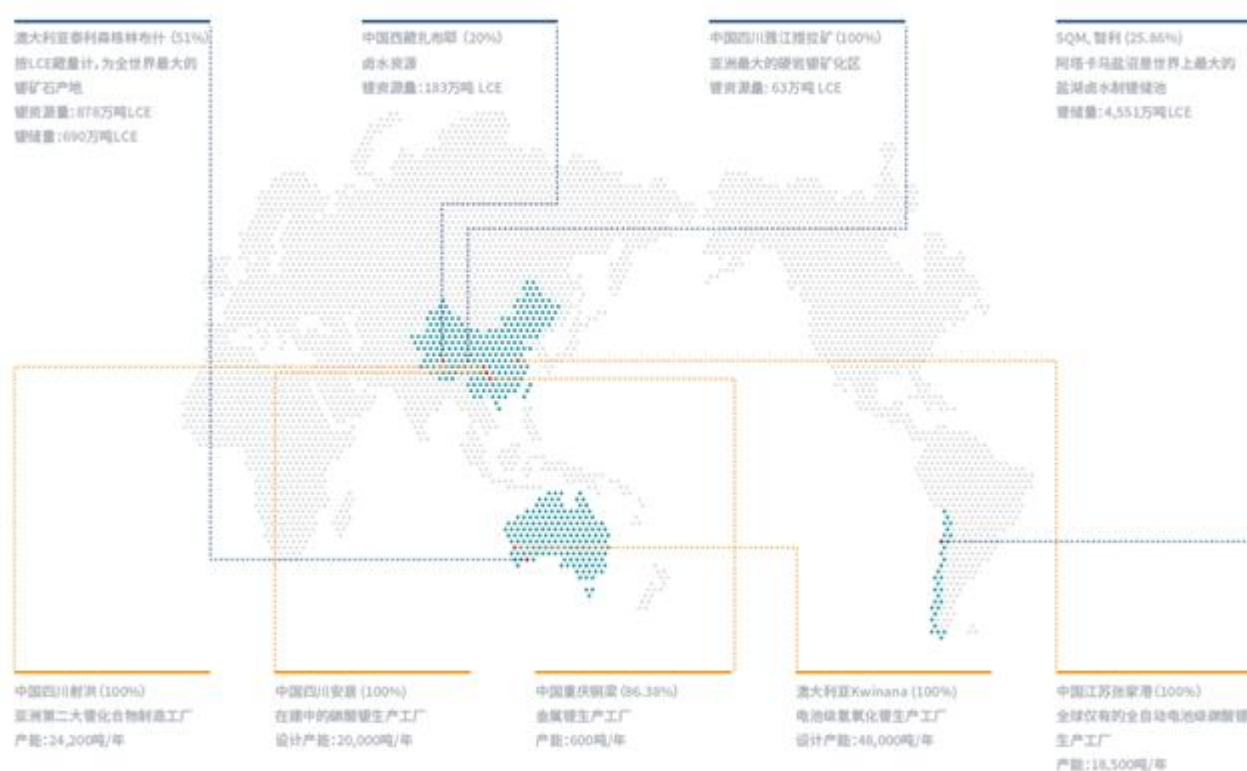 澳大利亚泰利森格林布什 (51%)
按LCE储量计，为全世界最大的
锂矿石产地
锂资源量：878万吨LCE
锂储量：690万吨LCE
中国西藏扎布耶 (20%)
卤水资源
锂资源量：183万吨 LCE
中国四川雅江措拉矿 (100%)
亚洲最大的硬岩锂矿化区
锂资源量: 63万吨 LCE
SQM, 智利 (25.86%)
阿塔卡马盐沼是世界上最大的
盐湖卤水制锂储池
锂储量：4,551万吨LCE
中国四川射洪 (100%)
亚洲第二大锂化合物制造工厂
产能：24,200吨/年
中国四川安居 (100%)
在建中的碳酸锂生产工厂
设计产能：20,000吨/年
中国重庆铜梁 (86.38%)
金属锂生产工厂
产能：600吨/年
澳大利亚Kwinana (100%)
电池级氢氧化锂生产工厂
设计产能：48,000吨/年
中国江苏张家港 (100%)
全球仅有的全自动电池级碳酸锂
生产工厂
产能：18,500吨/年